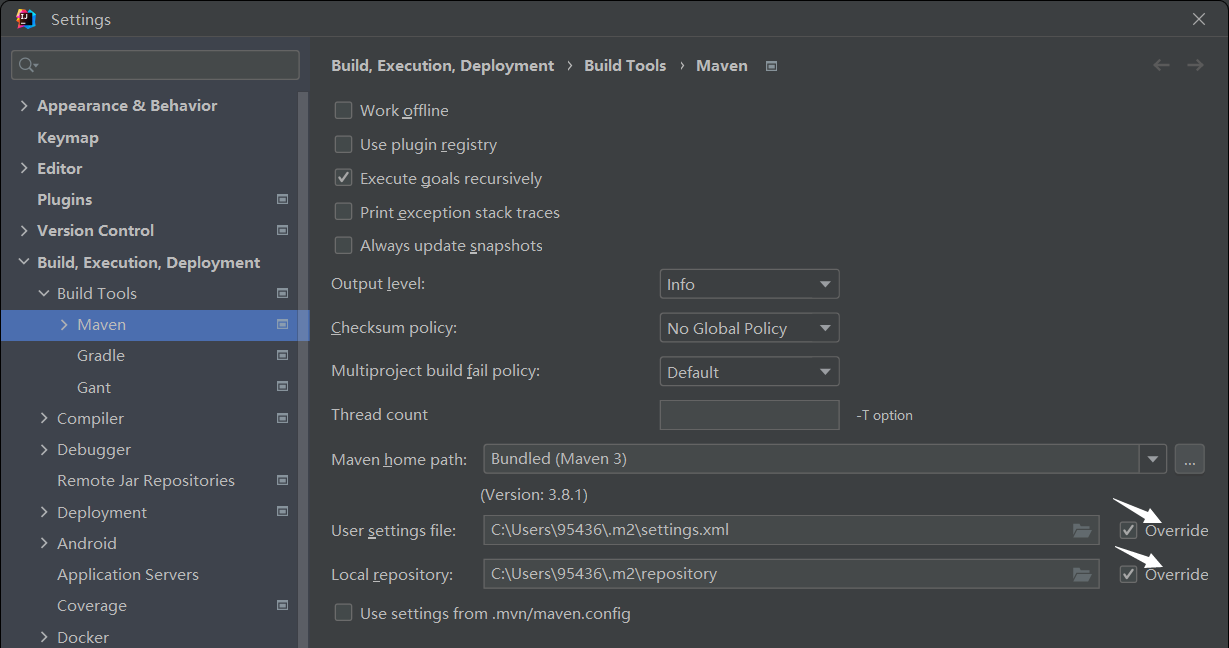 Settings
Appearance & Behavior
Keymap
Editor
Plugins
Version Control
Build, Execution, Deployment
Build Tools
Maven
Gradle
Gant
Compiler
Debugger
Remote Jar Repositories
Deployment
Android
Application Servers
Coverage
Docker
Build, Execution, Deployment › Build Tools › Maven
Work offline
Use plugin registry
Execute goals recursively
Print exception stack traces
Always update snapshots
Output level: Info
Checksum policy: No Global Policy
Multiproject build fail policy: Default
Thread count -T option
Maven home path: Bundled (Maven 3) ...
(Version: 3.8.1)
User settings file: C:\Users\95436\.m2\settings.xml Override
Local repository: C:\Users\95436\.m2\repository Override
Use settings from .mvn/maven.config